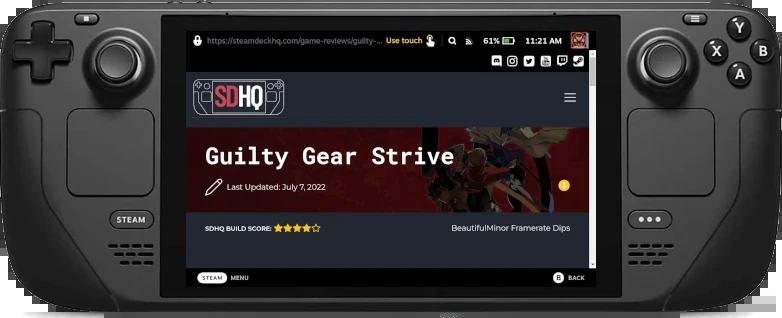 https://steamdeckhq.com/game-reviews/guilty-... Use touch 61% 11:21 AM
SDHQ
Guilty Gear Strive
Last Updated: July 7, 2022
SDHQ BUILD SCORE: BeautifulMinor Framerate Dips
STEAM MENU B BACK
STEAM
Y
X B
A